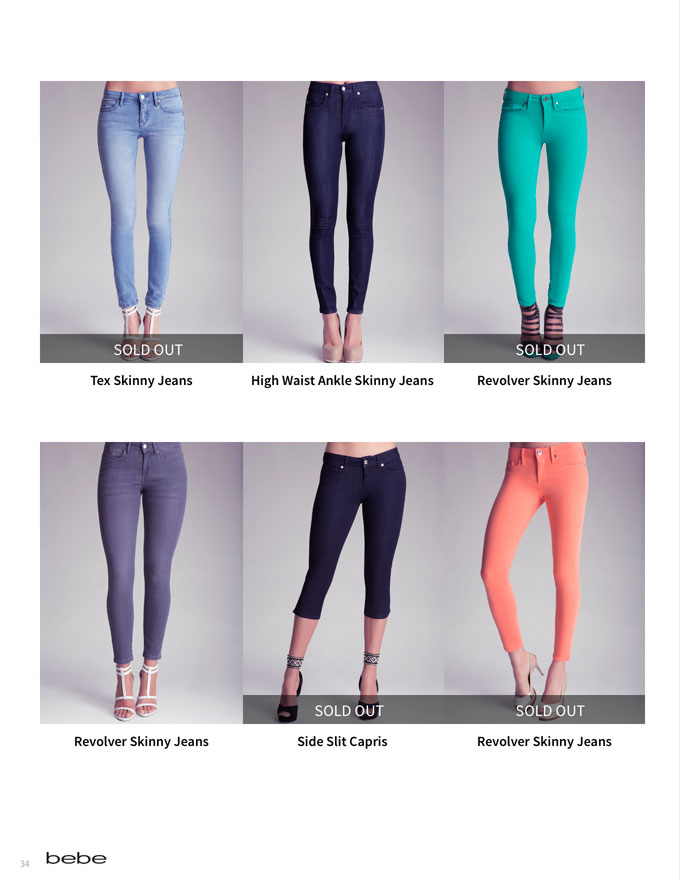 SOLD OUT
SOLD OUT
Tex Skinny Jeans
High Waist Ankle Skinny Jeans
Revolver Skinny Jeans
SOLD OUT
SOLD OUT
Revolver Skinny Jeans
Side Slit Capris
Revolver Skinny Jeans
34
bebe